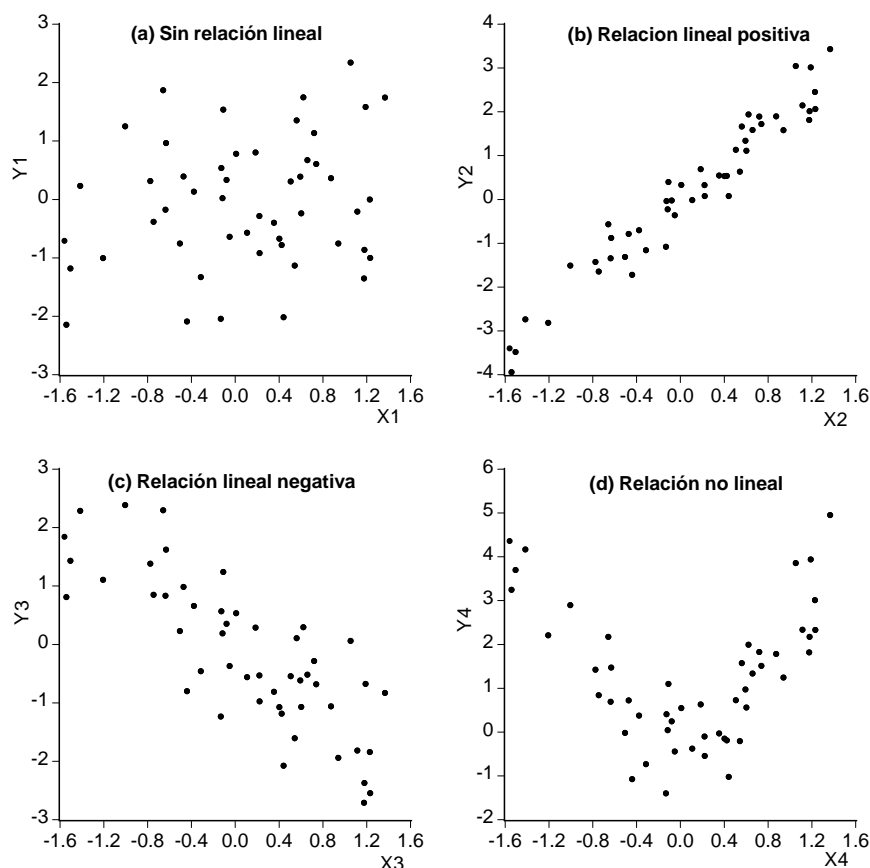 (a) Sin relación lineal
3
2
1
0
-1
-2
-3
Y1
-1.6 -1.2 -0.8 -0.4 0.0 0.4 0.8 1.2 1.6
X1
(b) Relacion lineal positiva
4
3
2
1
0
-1
-2
-3
-4
Y2
-1.6 -1.2 -0.8 -0.4 0.0 0.4 0.8 1.2 1.6
X2
(c) Relación lineal negativa
3
2
1
0
-1
-2
-3
Y3
-1.6 -1.2 -0.8 -0.4 0.0 0.4 0.8 1.2 1.6
X3
(d) Relación no lineal
6
5
4
3
2
1
0
-1
-2
Y4
-1.6 -1.2 -0.8 -0.4 0.0 0.4 0.8 1.2 1.6
X4